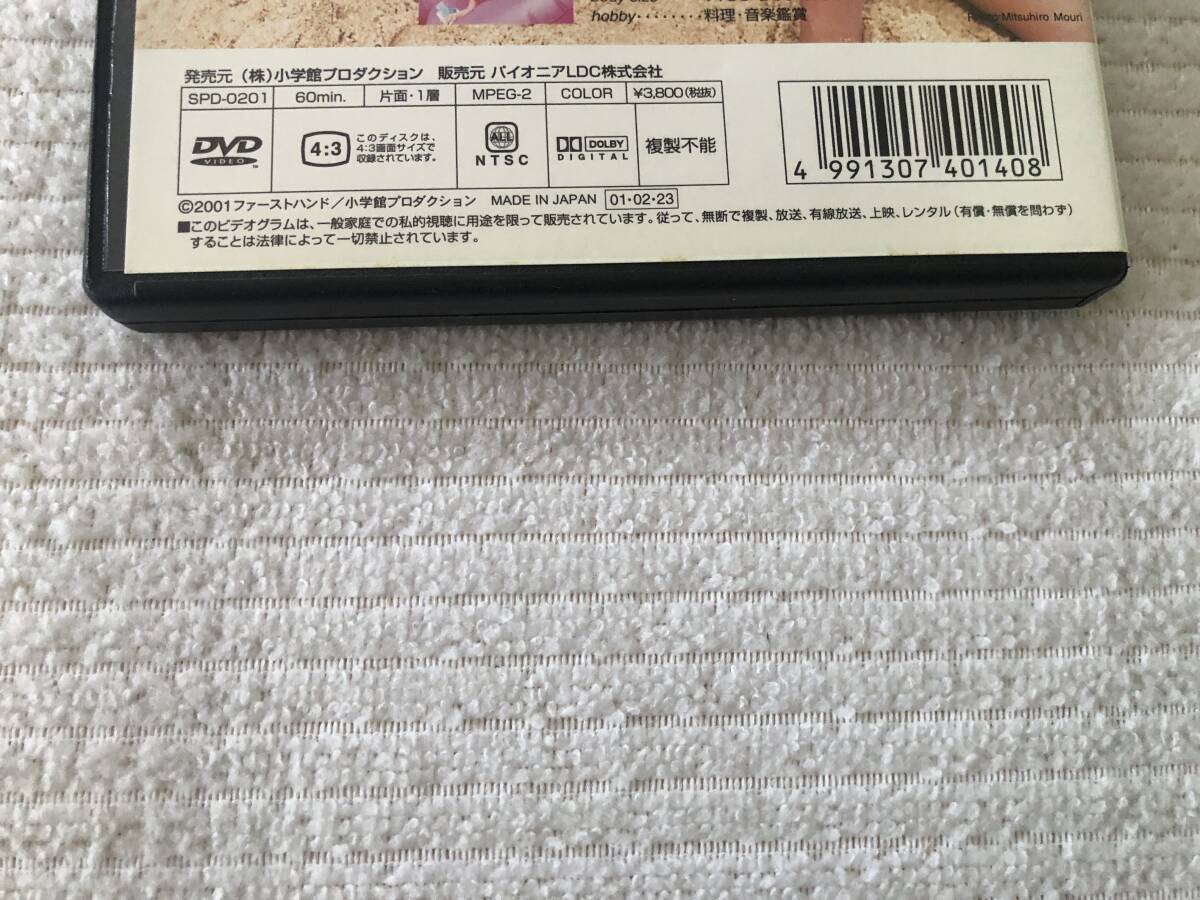 hobby‥‥‥‥料理・音楽鑑賞
Mitsuhiro Mouri
発売元 (株)小学館プロダクション 販売元 パイオニアLDC株式会社
SPD-0201 60min. 片面・1層 MPEG-2 COLOR ¥3,800(税抜)
DVD
VIDEO
4:3
このディスクは、
4:3画面サイズで
収録されています。
ALL
NTSC
DOLBY
DIGITAL
複製不能
4 991307 401408
©2001ファーストハンド/小学館プロダクション MADE IN JAPAN 01・02・23
■このビデオグラムは、一般家庭での私的視聴に用途を限って販売されています。従って、無断で複製、放送、有線放送、上映、レンタル(有償・無償を問わず)
することは法律によって一切禁止されています。